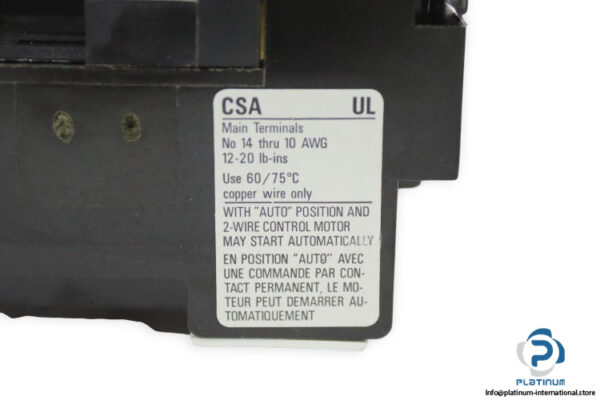 CSA UL
Main Terminals
No 14 thru 10 AWG
12-20 lb-ins
Use 60/75°C
copper wire only
WITH "AUTO" POSITION AND
2-WIRE CONTROL MOTOR
MAY START AUTOMATICALLY
EN POSITION "AUTO" AVEC
UNE COMMANDE PAR CON-
TACT PERMANENT, LE MO-
TEUR PEUT DEMARRER AU-
TOMATIQUEMENT
PLATINUM
https://platinum-international.store